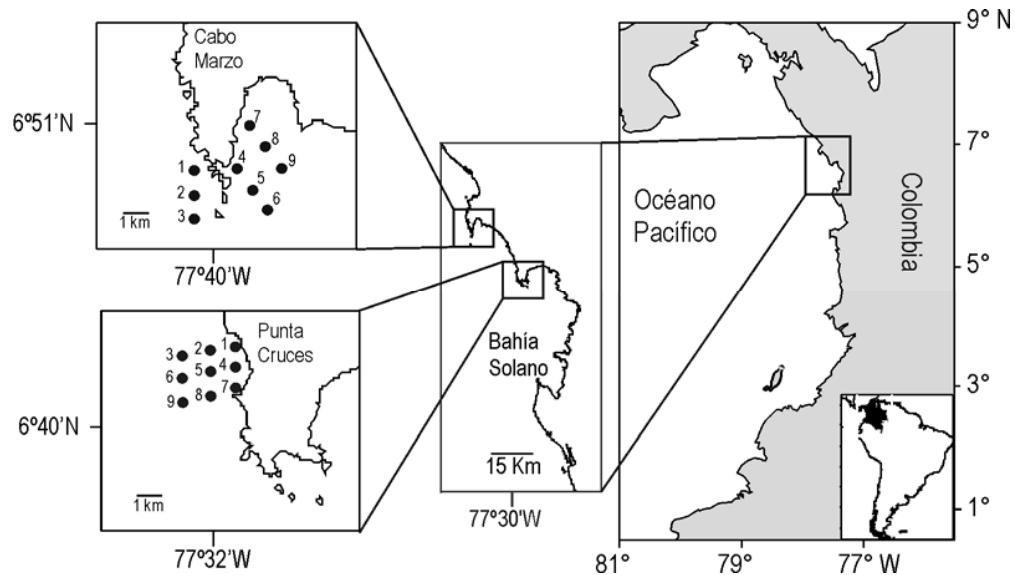 Cabo
Marzo
6º51'N
7
8
1
4
9
2
5
3
6
1 km
77º40'W
Punta
Cruces
3
2
1
6
5
4
9
8
7
6º40'N
1 km
77º32'W
Bahía
Solano
15 Km
77º30'W
Océano
Pacífico
Colombia
9° N
7°
5°
3°
1°
81°
79°
77° W